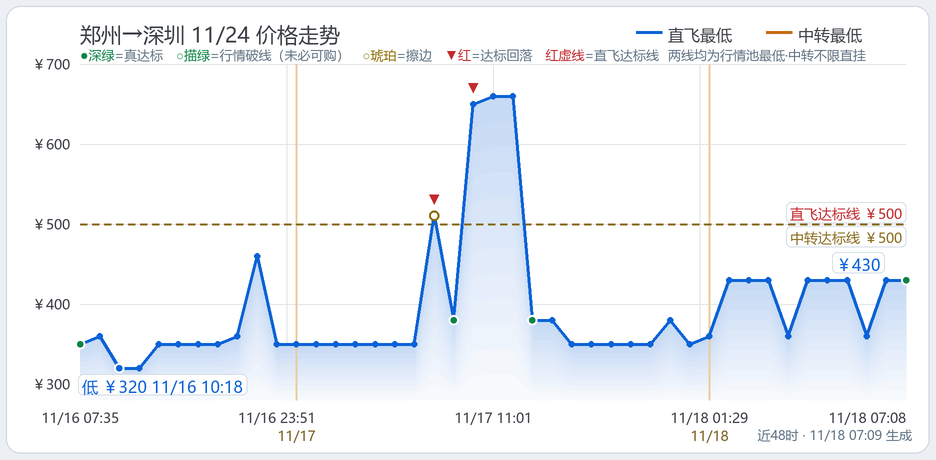 郑州→深圳 11/24 价格走势
直飞最低 中转最低
●深绿=真达标 ○描绿=行情破线（未必可购） ○琥珀=擦边 ▼红=达标回落 红虚线=直飞达标线 两线均为行情池最低·中转不限直挂
¥700
¥600
¥500
¥400
¥300
直飞达标线 ¥500
中转达标线 ¥500
¥430
低 ¥320 11/16 10:18
11/16 07:35 11/16 23:51 11/17 11:01 11/18 01:29 11/18 07:08
11/17 11/18 近48时 · 11/18 07:09 生成